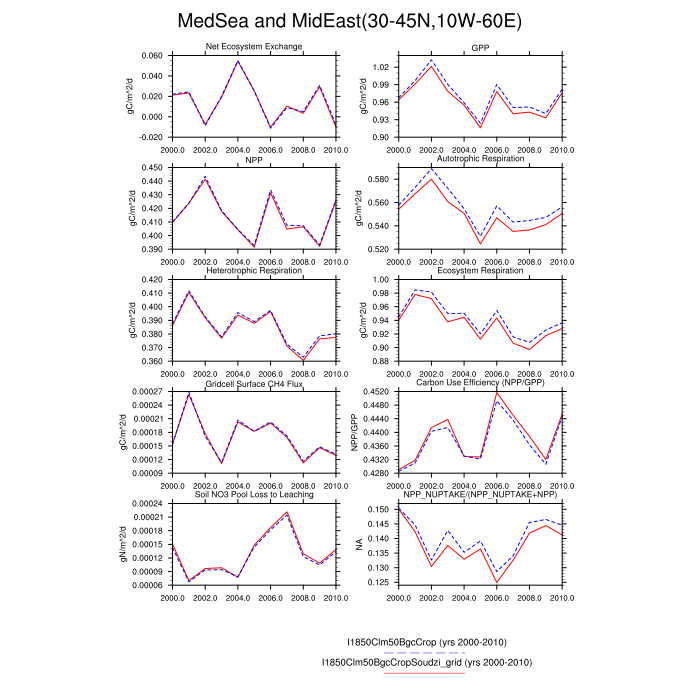 MedSea and MidEast(30-45N,10W-60E)
Net Ecosystem Exchange
gC/m^2/d
0.060
0.040
0.020
0.000
-0.020
2000.0 2002.0 2004.0 2006.0 2008.0 2010.0
GPP
gC/m^2/d
1.02
0.99
0.96
0.93
0.90
2000.0 2002.0 2004.0 2006.0 2008.0 2010.0
NPP
gC/m^2/d
0.450
0.440
0.430
0.420
0.410
0.400
0.390
2000.0 2002.0 2004.0 2006.0 2008.0 2010.0
Autotrophic Respiration
gC/m^2/d
0.580
0.560
0.540
0.520
2000.0 2002.0 2004.0 2006.0 2008.0 2010.0
Heterotrophic Respiration
gC/m^2/d
0.420
0.410
0.400
0.390
0.380
0.370
0.360
2000.0 2002.0 2004.0 2006.0 2008.0 2010.0
Ecosystem Respiration
gC/m^2/d
1.00
0.98
0.96
0.94
0.92
0.90
0.88
2000.0 2002.0 2004.0 2006.0 2008.0 2010.0
Gridcell Surface CH4 Flux
gC/m^2/d
0.00027
0.00024
0.00021
0.00018
0.00015
0.00012
0.00009
2000.0 2002.0 2004.0 2006.0 2008.0 2010.0
Carbon Use Efficiency (NPP/GPP)
NPP/GPP
0.4520
0.4480
0.4440
0.4400
0.4360
0.4320
0.4280
2000.0 2002.0 2004.0 2006.0 2008.0 2010.0
Soil NO3 Pool Loss to Leaching
gN/m^2/d
0.00024
0.00021
0.00018
0.00015
0.00012
0.00009
0.00006
2000.0 2002.0 2004.0 2006.0 2008.0 2010.0
NPP_NUPTAKE/(NPP_NUPTAKE+NPP)
NA
0.150
0.145
0.140
0.135
0.130
0.125
2000.0 2002.0 2004.0 2006.0 2008.0 2010.0
I1850Clm50BgcCrop (yrs 2000-2010)
I1850Clm50BgcCropSoudzi_grid (yrs 2000-2010)